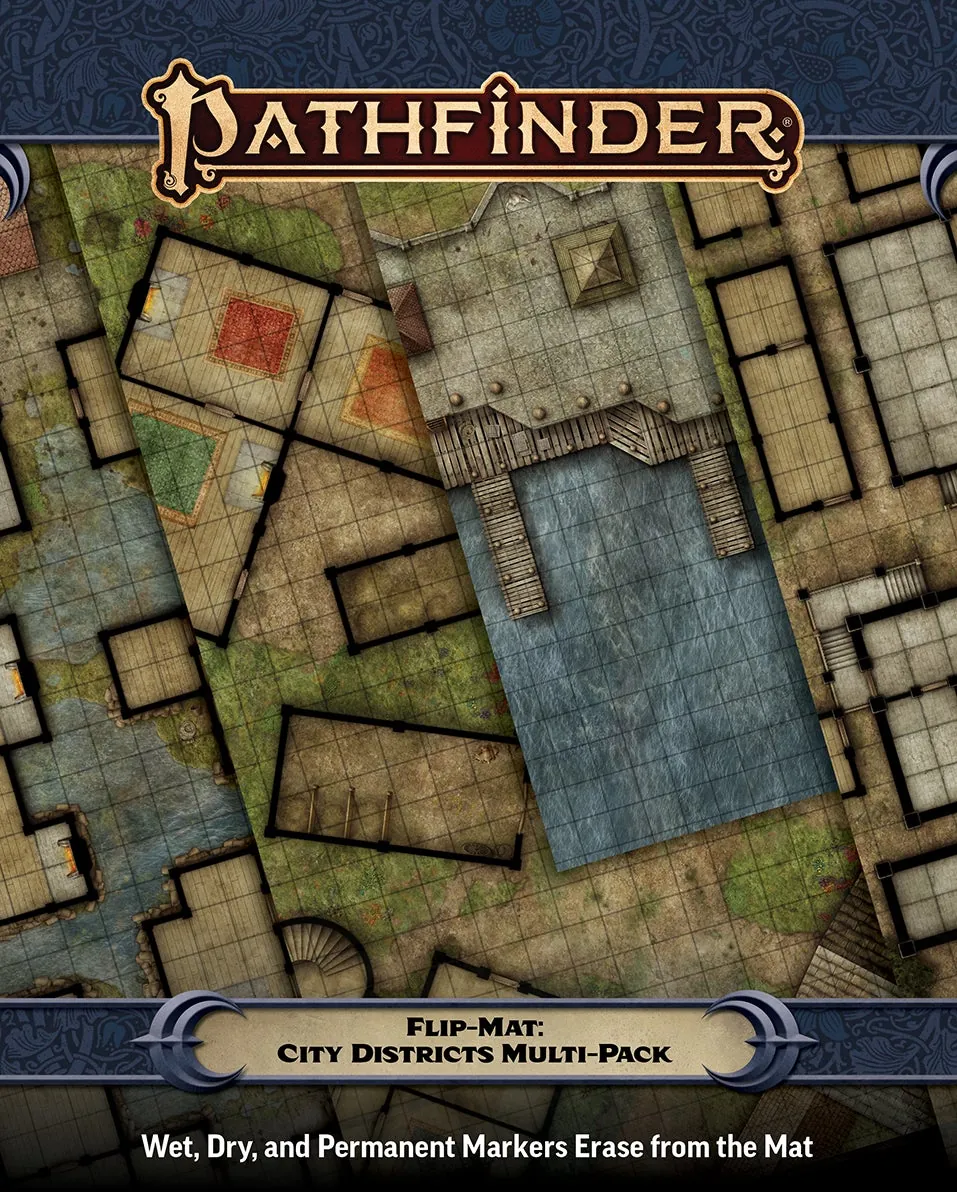 PATHFINDER®
FLIP-MAT:
CITY DISTRICTS MULTI-PACK
Wet, Dry, and Permanent Markers Erase from the Mat